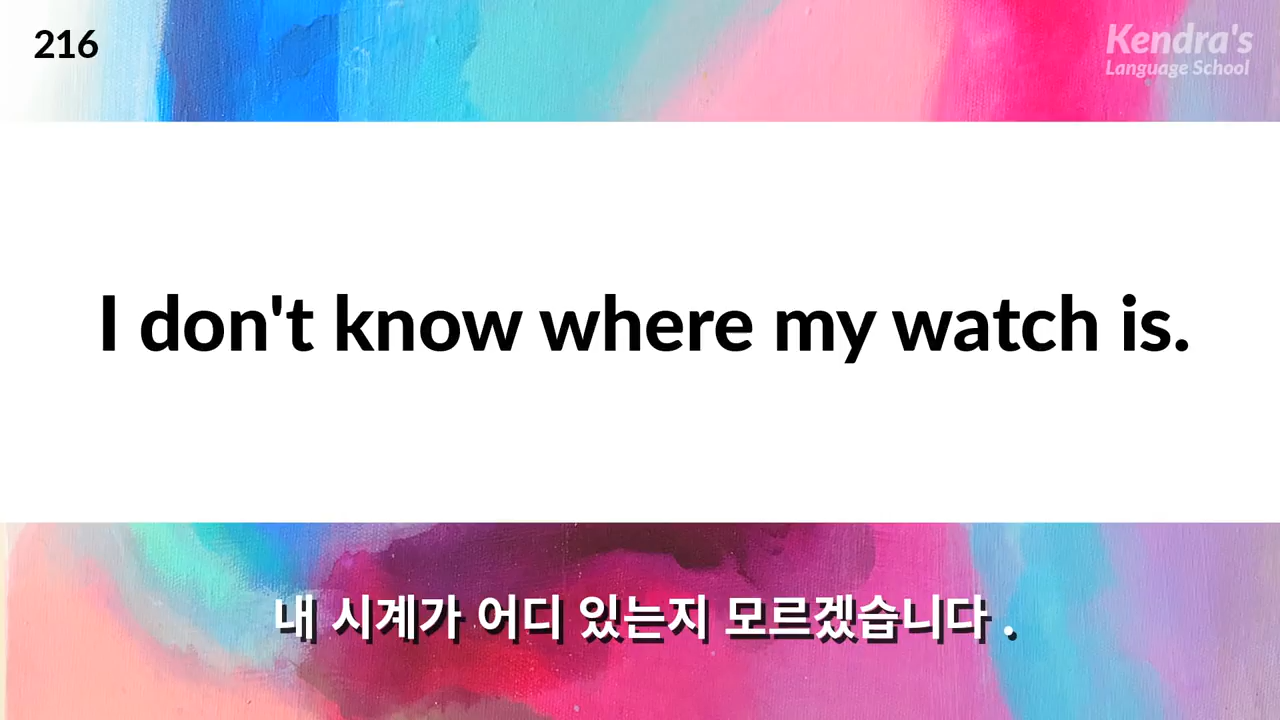 216
Kendra's
Language School
I don't know where my watch is.
내 시계가 어디 있는지 모르겠습니다 .